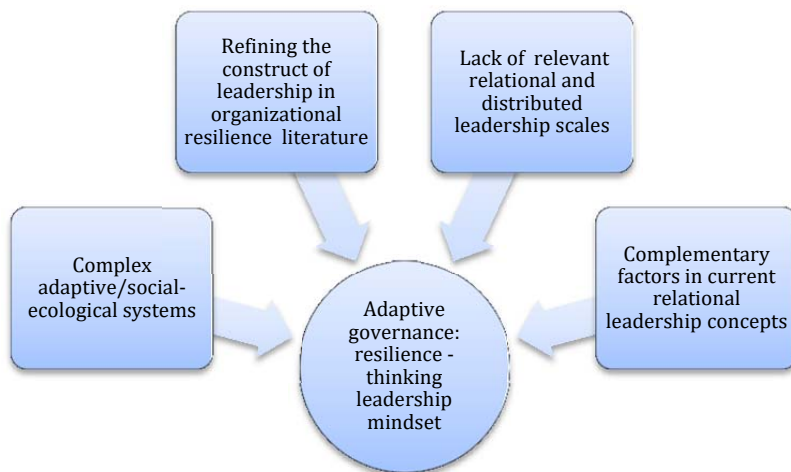 Refining the
construct of
leadership in
organizational
resilience literature
Lack of relevant
relational and
distributed
leadership scales
Complex
adaptive/social-
ecological systems
Complementary
factors in current
relational
leadership concepts
Adaptive
governance:
resilience -
thinking
leadership
mindset